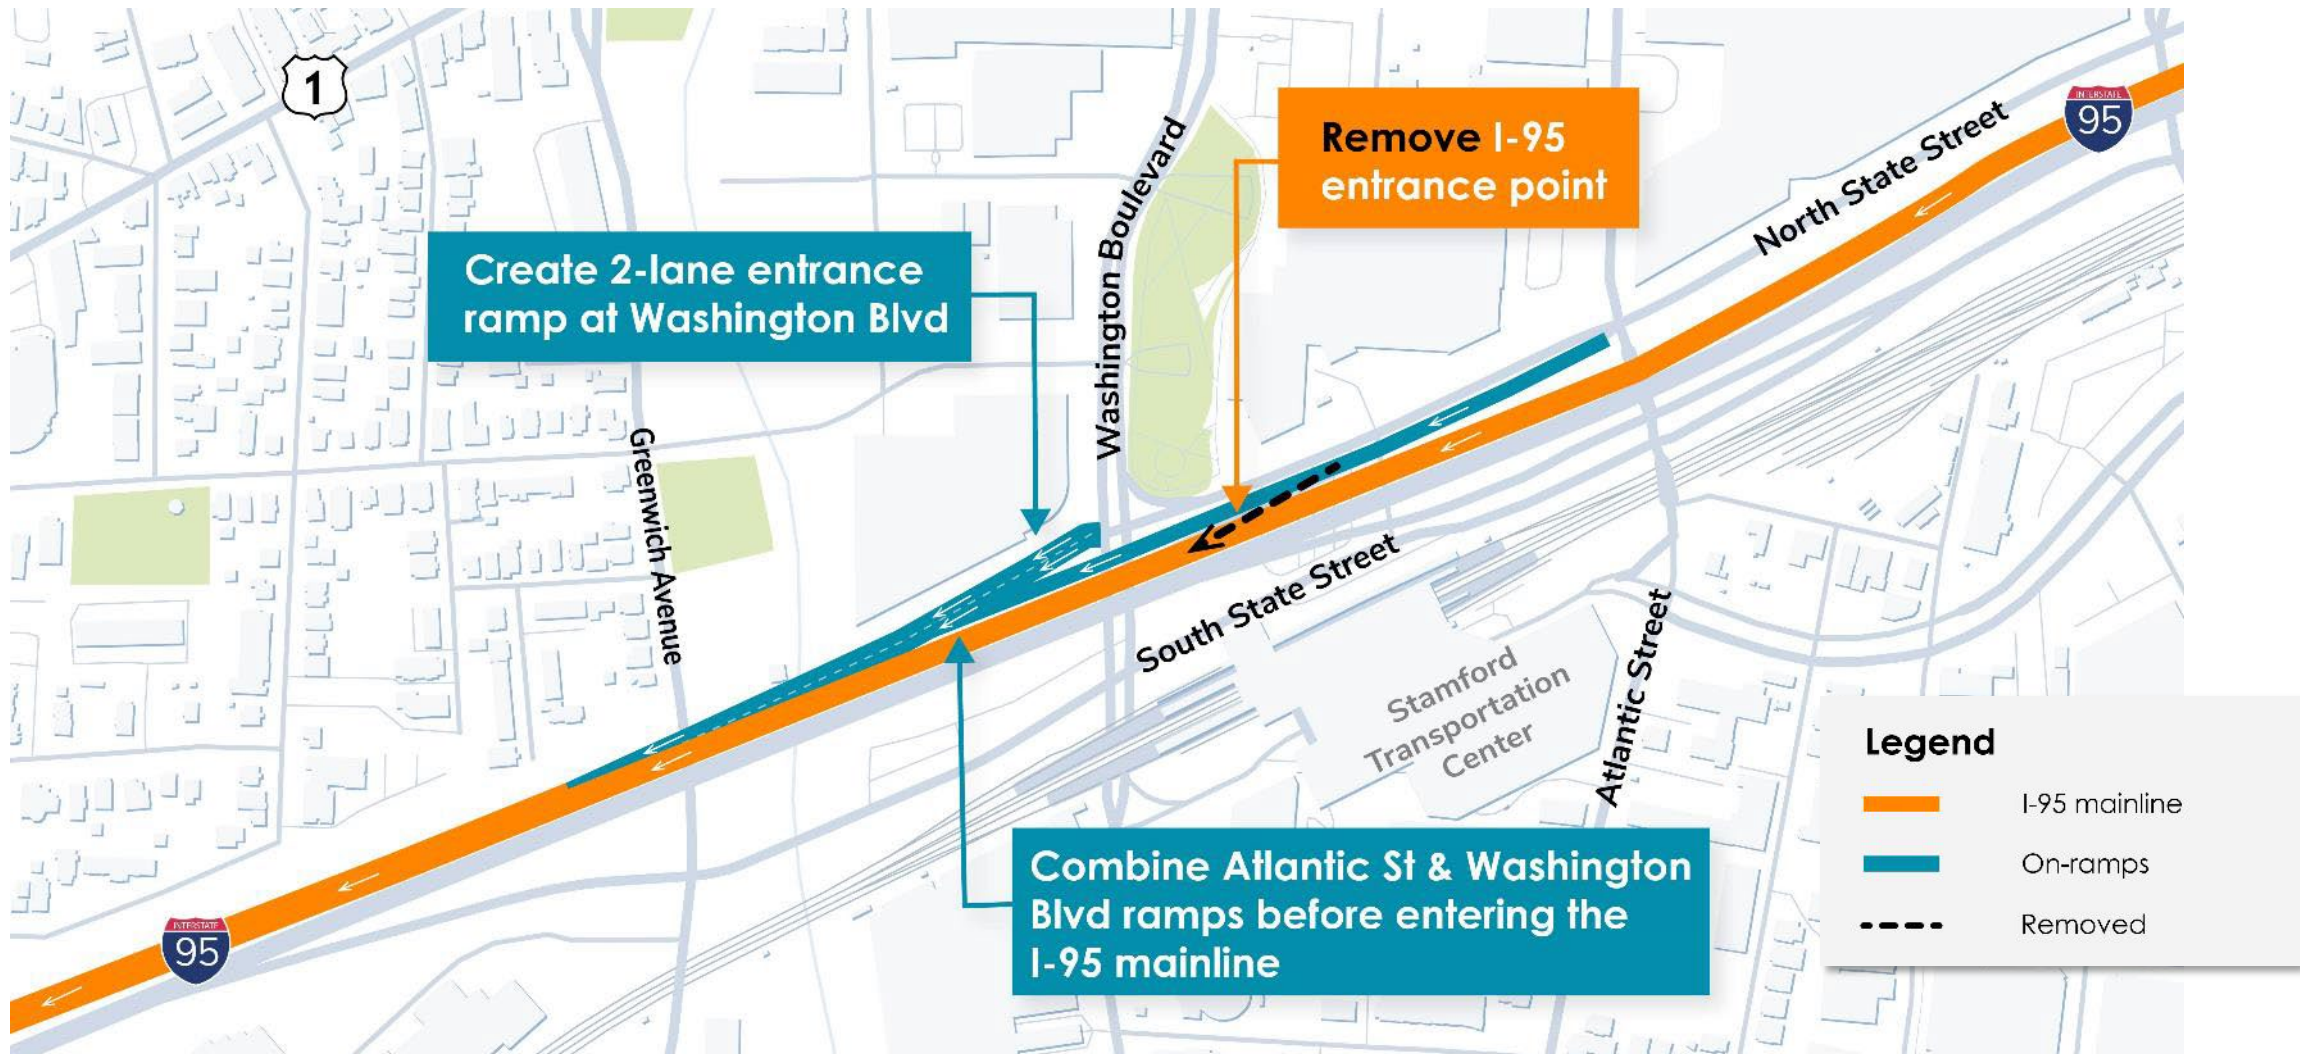 1
INTERSTATE
95
North State Street
Remove I-95
entrance point
Washington Boulevard
Create 2-lane entrance
ramp at Washington Blvd
Greenwich Avenue
South State Street
Stamford
Transportation
Center
Atlantic Street
Combine Atlantic St & Washington
Blvd ramps before entering the
I-95 mainline
INTERSTATE
95
Legend
I-95 mainline
On-ramps
Removed